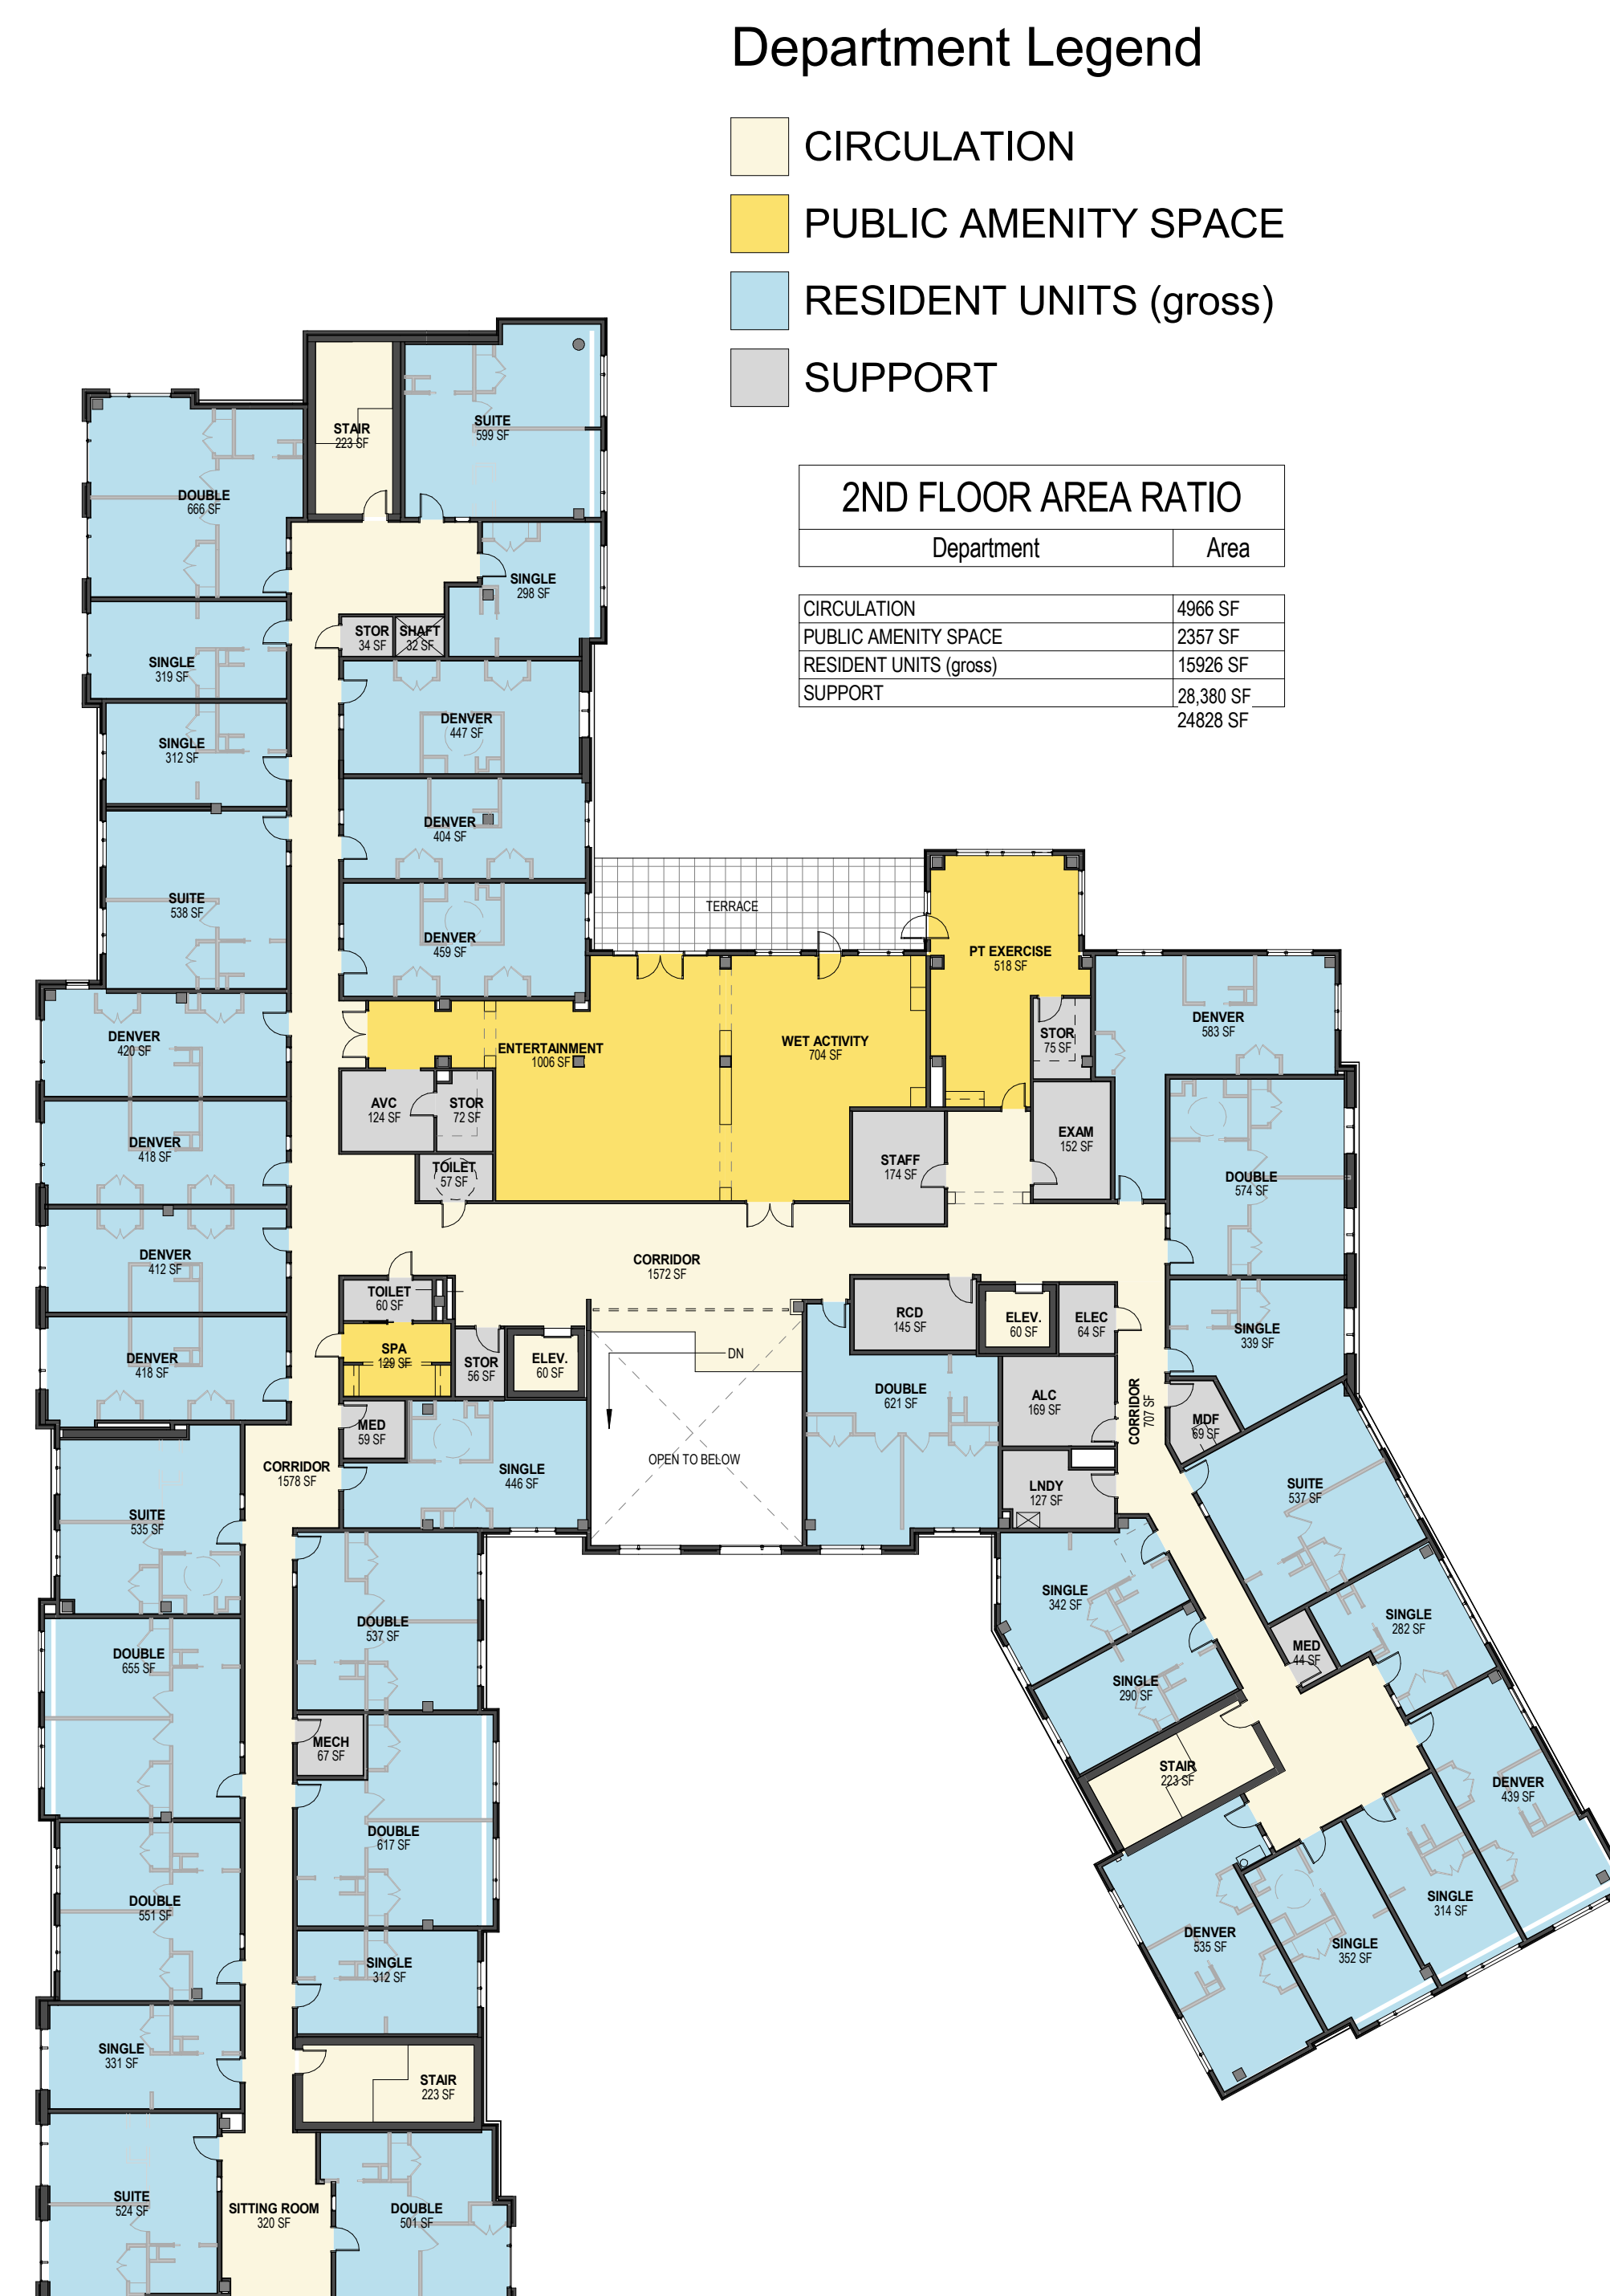 Department Legend
CIRCULATION
PUBLIC AMENITY SPACE
RESIDENT UNITS (gross)
SUPPORT
2ND FLOOR AREA RATIO
Department Area
CIRCULATION 4966 SF
PUBLIC AMENITY SPACE 2357 SF
RESIDENT UNITS (gross) 15926 SF
SUPPORT 28,380 SF
24828 SF
STAIR
223 SF
SUITE
599 SF
DOUBLE
666 SF
SINGLE
298 SF
STOR
34 SF
SHAFT
32 SF
SINGLE
319 SF
DENVER
447 SF
SINGLE
312 SF
DENVER
404 SF
SUITE
538 SF
DENVER
459 SF
TERRACE
PT EXERCISE
518 SF
DENVER
583 SF
DENVER
420 SF
ENTERTAINMENT
1006 SF
WET ACTIVITY
704 SF
STOR
75 SF
AVC
124 SF
STOR
72 SF
DENVER
418 SF
EXAM
152 SF
STAFF
174 SF
TOILET
57 SF
DOUBLE
574 SF
DENVER
412 SF
CORRIDOR
1572 SF
TOILET
60 SF
RCD
145 SF
ELEV.
60 SF
ELEC
64 SF
SINGLE
339 SF
DENVER
418 SF
SPA
129 SF
STOR
56 SF
ELEV.
60 SF
DN
DOUBLE
621 SF
ALC
169 SF
CORRIDOR
707 SF
MDF
69 SF
MED
59 SF
CORRIDOR
1578 SF
SINGLE
446 SF
OPEN TO BELOW
LNDY
127 SF
SUITE
537 SF
SUITE
535 SF
SINGLE
342 SF
SINGLE
282 SF
DOUBLE
537 SF
DOUBLE
655 SF
MED
44 SF
SINGLE
290 SF
MECH
67 SF
STAIR
223 SF
DENVER
439 SF
DOUBLE
617 SF
DOUBLE
551 SF
SINGLE
314 SF
DENVER
535 SF
SINGLE
352 SF
SINGLE
312 SF
SINGLE
331 SF
STAIR
223 SF
SUITE
524 SF
SITTING ROOM
320 SF
DOUBLE
501 SF